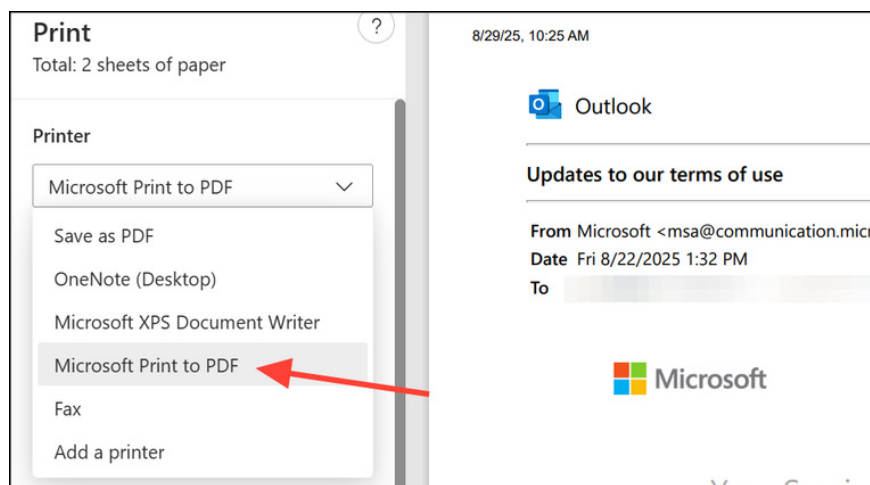 Print
?
Total: 2 sheets of paper
Printer
Microsoft Print to PDF
Save as PDF
OneNote (Desktop)
Microsoft XPS Document Writer
Microsoft Print to PDF
Fax
Add a printer
8/29/25, 10:25 AM
Outlook
Updates to our terms of use
From Microsoft <msa@communication.micr
Date Fri 8/22/2025 1:32 PM
To
Microsoft